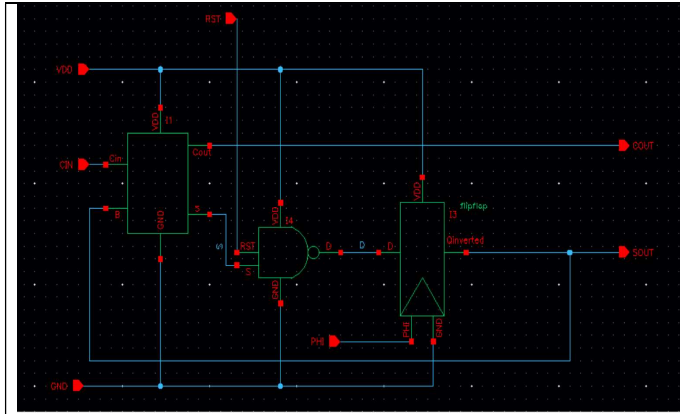 RST
VDD
VDD
I1
Cin
Cout
CIN
COUT
B
S
GND
S
VDD
I4
RST
S
D
D
GND
VDD
I3
flipflop
D
Qinverted
SOUT
PHI
GND
PHI
GND